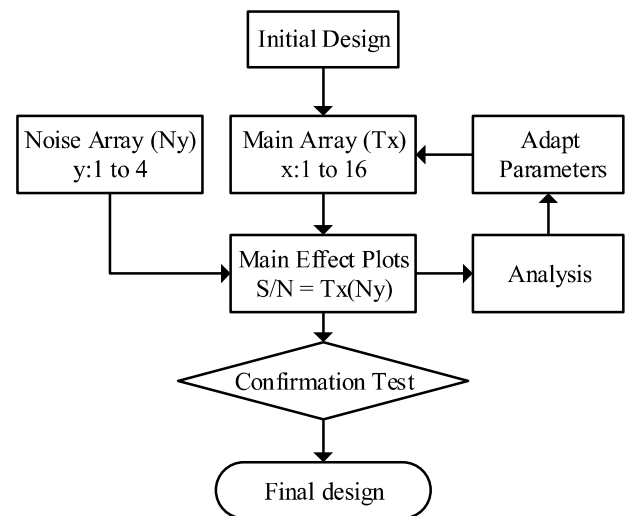 Initial Design
Noise Array (Ny)
y:1 to 4
Main Array (Tx)
x:1 to 16
Adapt
Parameters
Main Effect Plots
S/N = Tx(Ny)
Analysis
Confirmation Test
Final design